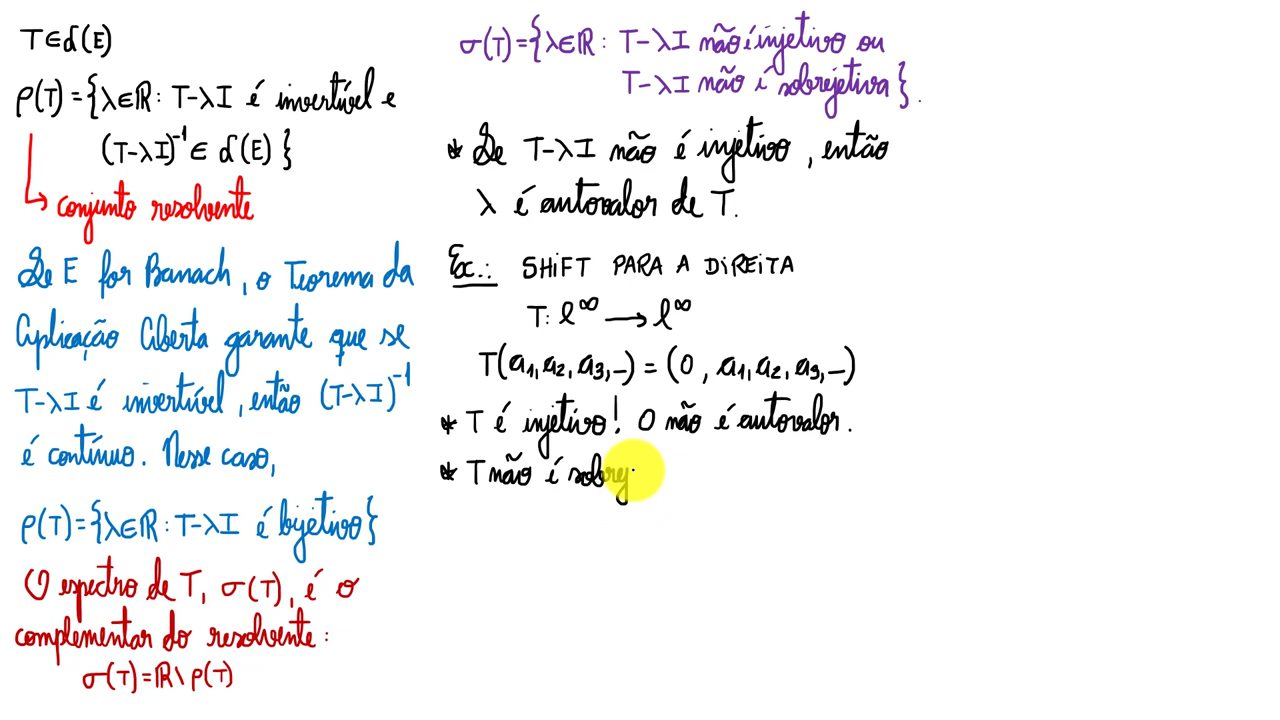 T∈L(E)
ρ(T)={λ∈ℝ: T-λI é invertível e
(T-λI)⁻¹∈ L(E)}
↳ conjunto resolvente
Se E for Banach, o Teorema da
Aplicação Aberta garante que se
T-λI é invertível, então (T-λI)⁻¹
é contínuo. Nesse caso,
ρ(T)={λ∈ℝ: T-λI é bijetivo}
O espectro de T, σ(T), é o
complementar do resolvente:
σ(T)=ℝ\ρ(T)
σ(T)={λ∈ℝ: T-λI não é injetivo ou
T-λI não é sobrejetiva}.
* Se T-λI não é injetivo, então
λ é autovalor de T.
Ex.: SHIFT PARA A DIREITA
T: l^∞ → l^∞
T(a₁,a₂,a₃,...) = (0, a₁,a₂,a₃,...)
* T é injetivo! 0 não é autovalor.
* T não é sobrej